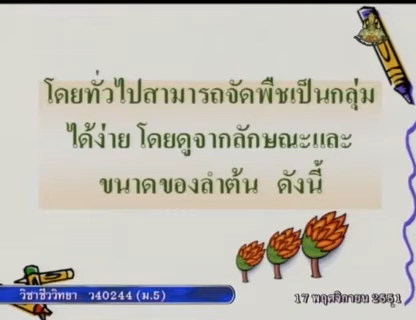 โดยทั่วไปสามารถจัดพืชเป็นกลุ่ม
ได้ง่าย โดยดูจากลักษณะและ
ขนาดของลำต้น ดังนี้
วิชาชีววิทยา ว40244 (ม.5)
17 พฤศจิกายน 2551